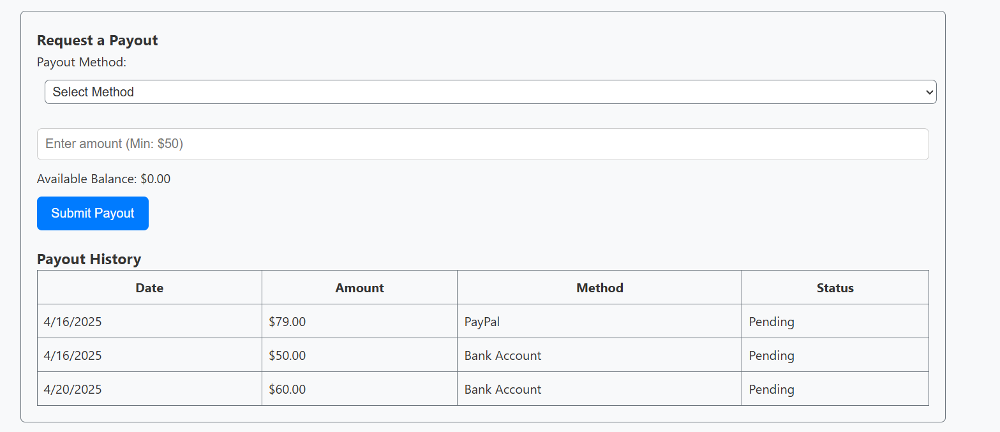 Request a Payout
Payout Method:
Select Method
Enter amount (Min: $50)
Available Balance: $0.00
Submit Payout
Payout History
Date Amount Method Status
4/16/2025 $79.00 PayPal Pending
4/16/2025 $50.00 Bank Account Pending
4/20/2025 $60.00 Bank Account Pending